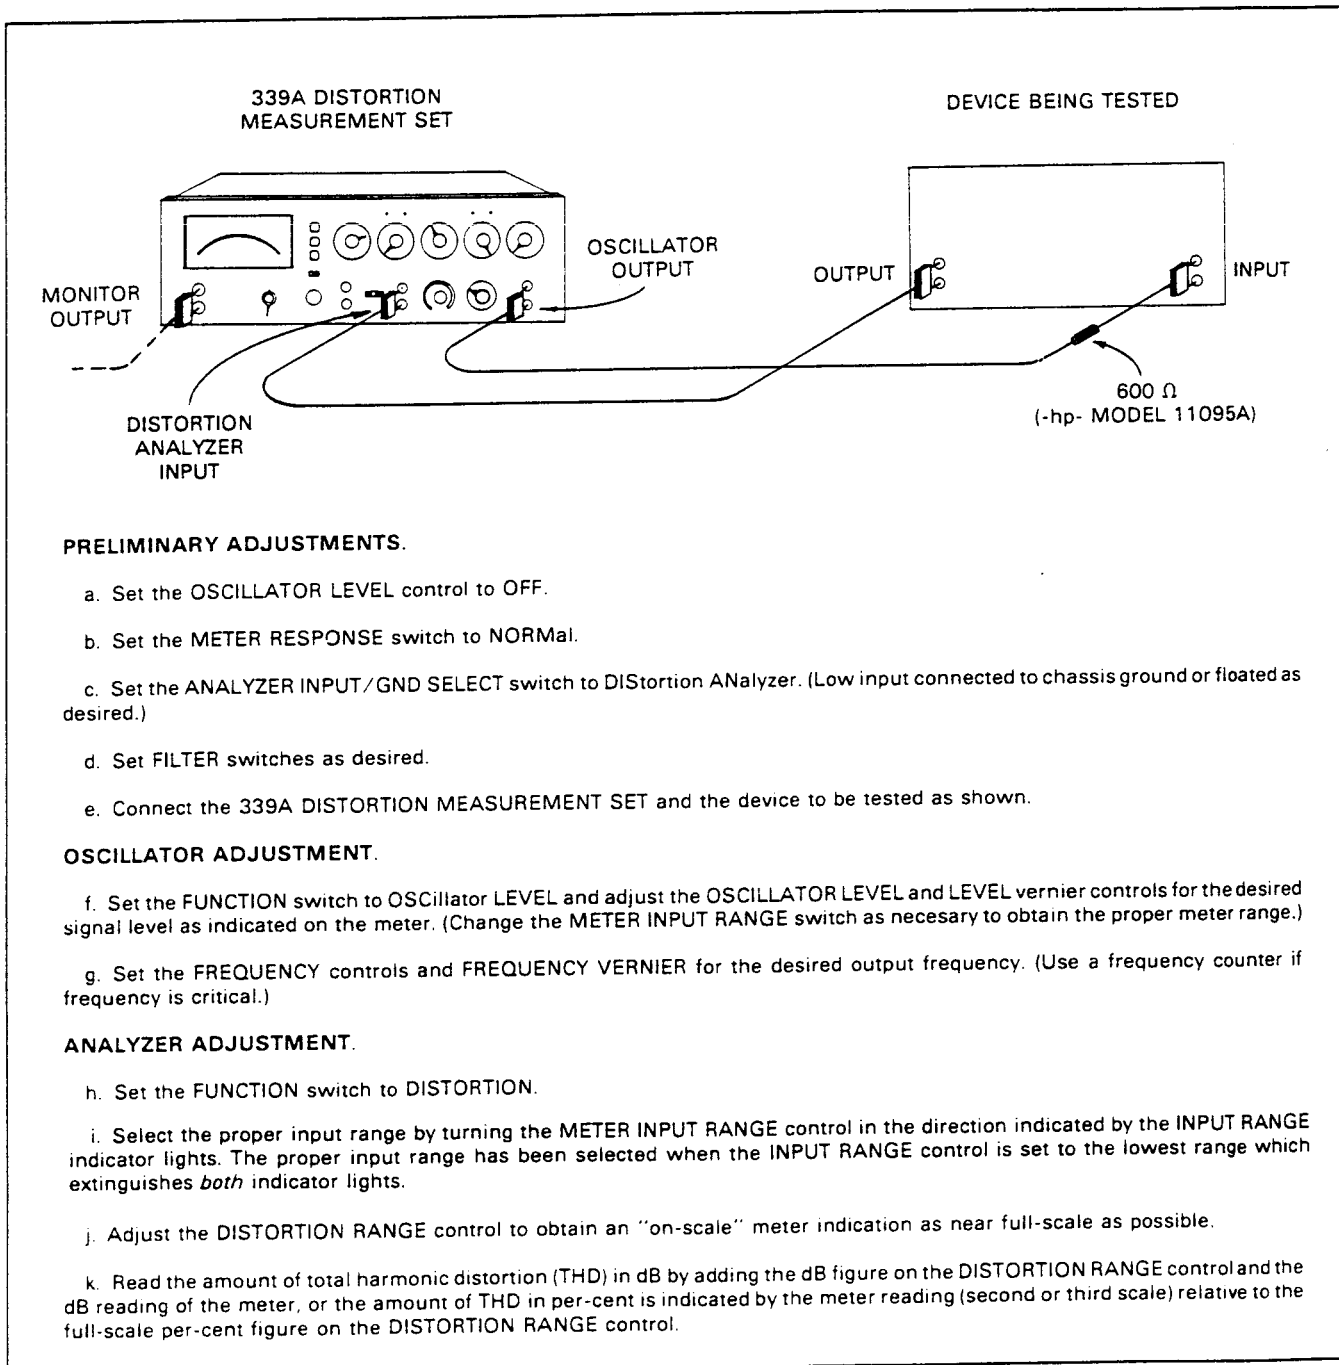 339A DISTORTION
MEASUREMENT SET
DEVICE BEING TESTED
MONITOR
OUTPUT
DISTORTION
ANALYZER
INPUT
OSCILLATOR
OUTPUT
OUTPUT
INPUT
600 Ω
(-hp- MODEL 11095A)
PRELIMINARY ADJUSTMENTS.
a. Set the OSCILLATOR LEVEL control to OFF.
b. Set the METER RESPONSE switch to NORMal.
c. Set the ANALYZER INPUT/GND SELECT switch to DIStortion ANalyzer. (Low input connected to chassis ground or floated as
desired.)
d. Set FILTER switches as desired.
e. Connect the 339A DISTORTION MEASUREMENT SET and the device to be tested as shown.
OSCILLATOR ADJUSTMENT.
f. Set the FUNCTION switch to OSCillator LEVEL and adjust the OSCILLATOR LEVEL and LEVEL vernier controls for the desired
signal level as indicated on the meter. (Change the METER INPUT RANGE switch as necesary to obtain the proper meter range.)
g. Set the FREQUENCY controls and FREQUENCY VERNIER for the desired output frequency. (Use a frequency counter if
frequency is critical.)
ANALYZER ADJUSTMENT.
h. Set the FUNCTION switch to DISTORTION.
i. Select the proper input range by turning the METER INPUT RANGE control in the direction indicated by the INPUT RANGE
indicator lights. The proper input range has been selected when the INPUT RANGE control is set to the lowest range which
extinguishes both indicator lights.
j. Adjust the DISTORTION RANGE control to obtain an "on-scale" meter indication as near full-scale as possible.
k. Read the amount of total harmonic distortion (THD) in dB by adding the dB figure on the DISTORTION RANGE control and the
dB reading of the meter, or the amount of THD in per-cent is indicated by the meter reading (second or third scale) relative to the
full-scale per-cent figure on the DISTORTION RANGE control.